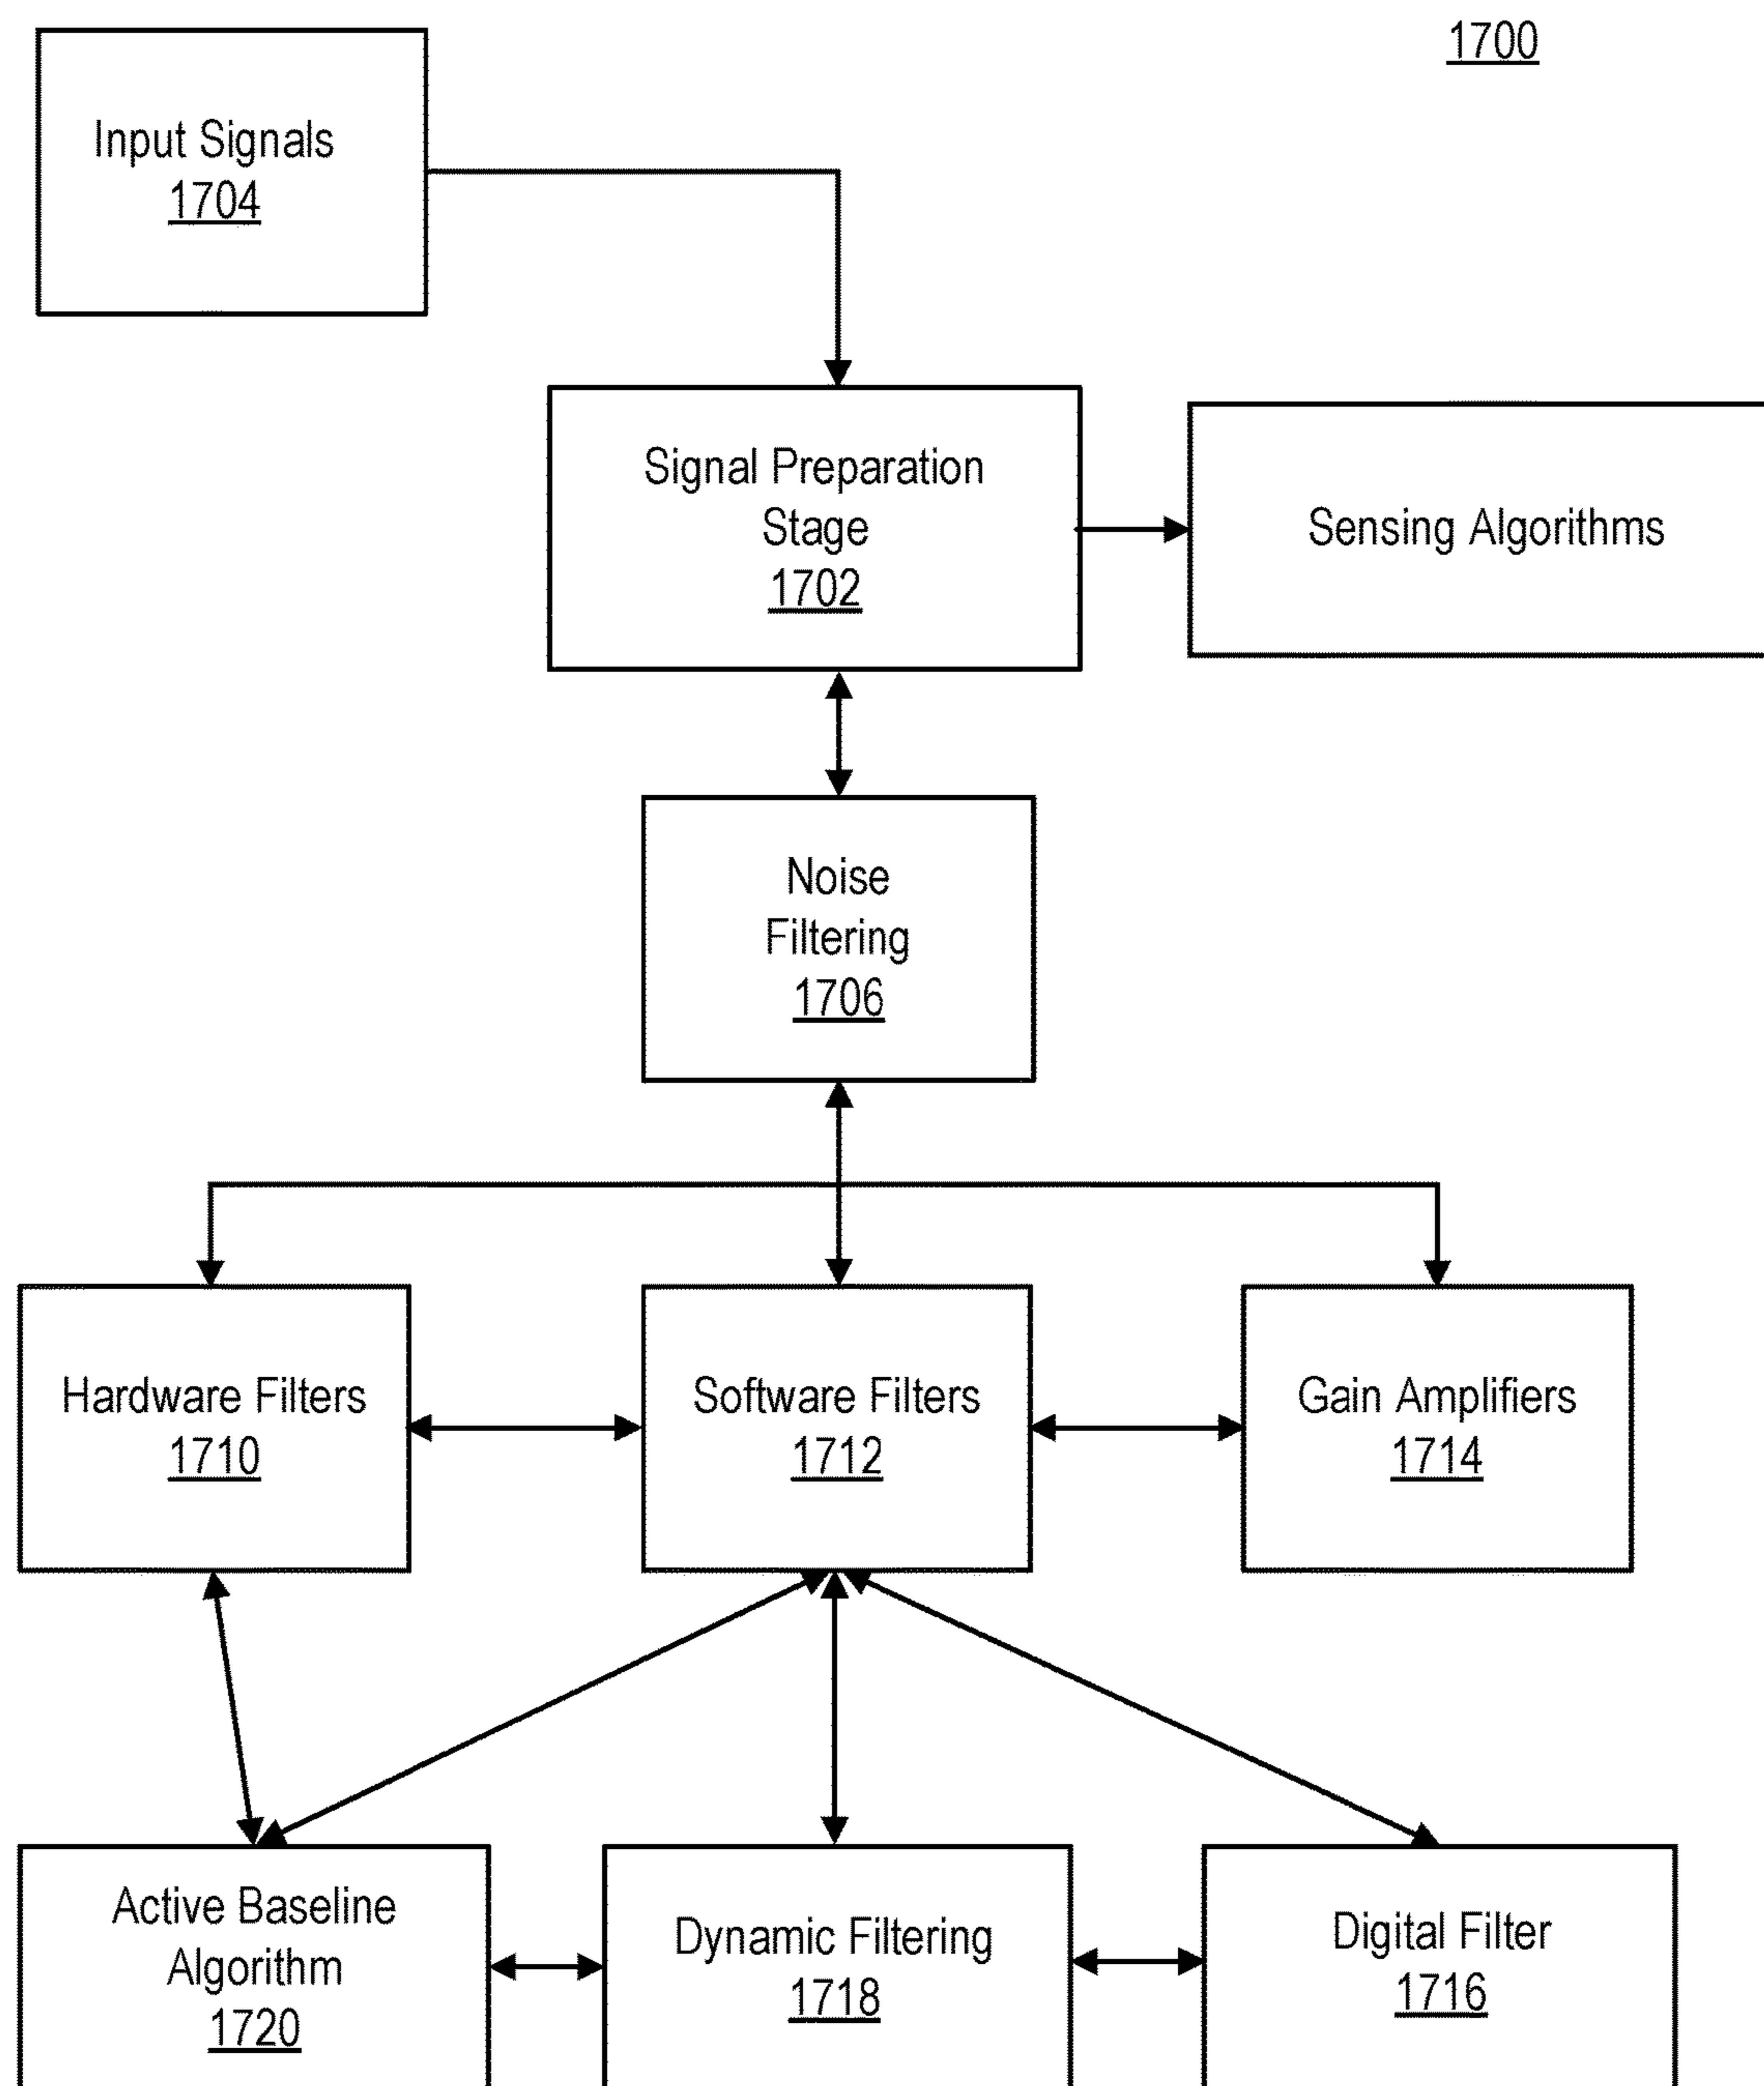 1700
Input Signals
1704
Signal Preparation
Stage
1702
Sensing Algorithms
Noise
Filtering
1706
Hardware Filters
1710
Software Filters
1712
Gain Amplifiers
1714
Active Baseline
Algorithm
1720
Dynamic Filtering
1718
Digital Filter
1716